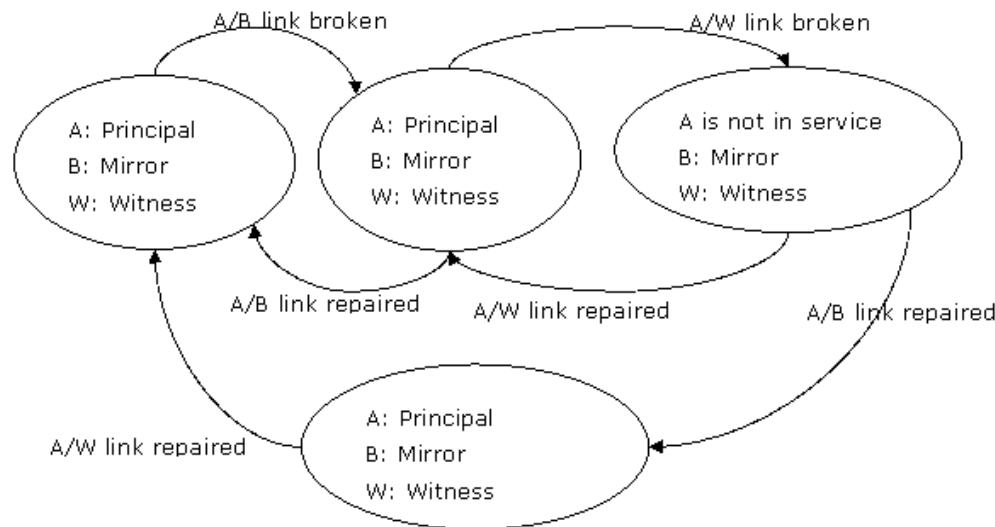 A/B link broken
A/W link broken
A: Principal
B: Mirror
W: Witness
A: Principal
B: Mirror
W: Witness
A is not in service
B: Mirror
W: Witness
A/B link repaired
A/W link repaired
A/B link repaired
A: Principal
B: Mirror
W: Witness
A/W link repaired